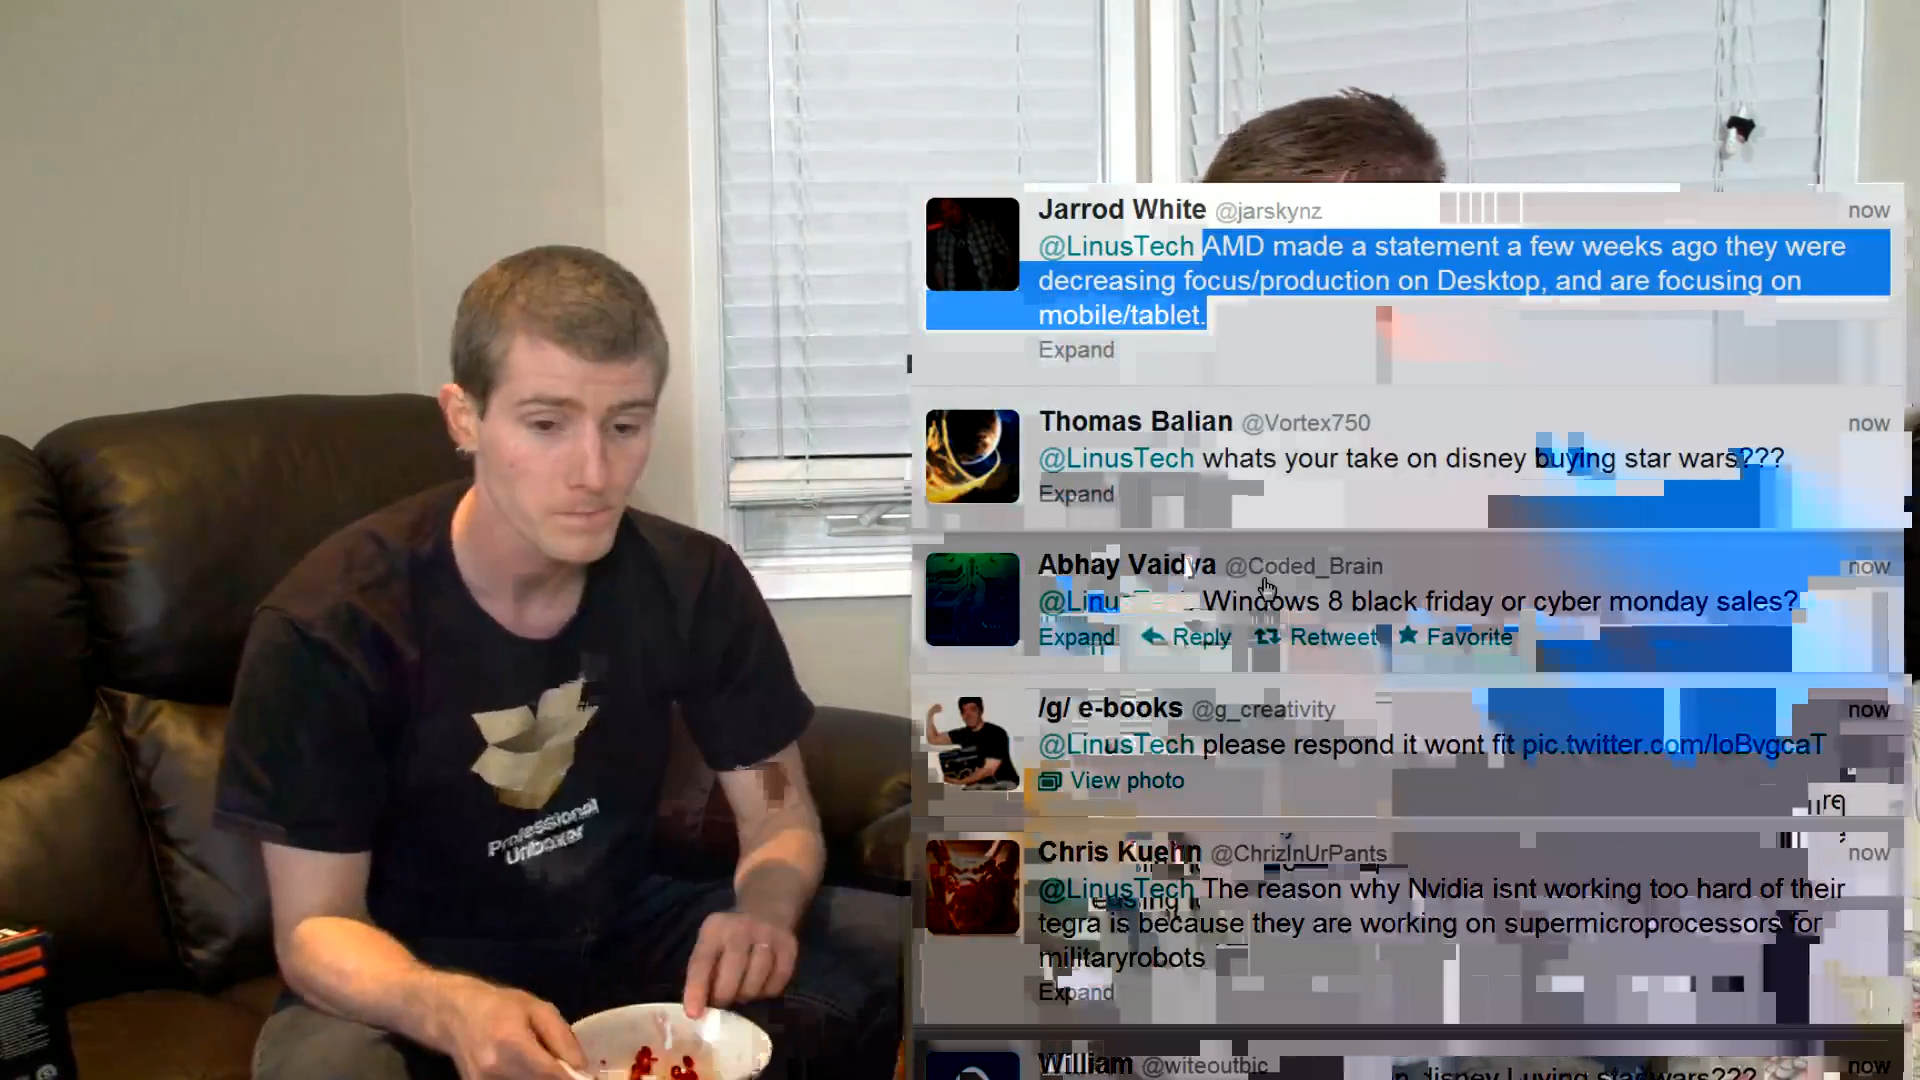 Jarrod White @jarskynz now
@LinusTech AMD made a statement a few weeks ago they were
decreasing focus/production on Desktop, and are focusing on
mobile/tablet.
Expand
Thomas Balian @Vortex750 now
@LinusTech whats your take on disney buying star wars???
Expand
Abhay Vaidya @Coded_Brain now
@LinusTech Windows 8 black friday or cyber monday sales?
Expand Reply Retweet Favorite
/g/ e-books @g_creativity now
@LinusTech please respond it wont fit pic.twitter.com/loBvgcaT
View photo
Chris Kuehn @ChrizInUrPants now
@LinusTech The reason why Nvidia isnt working too hard of their
tegra is because they are working on supermicroprocessors for
militaryrobots
Expand
William @witeoutbic now
Professional
Unboxer